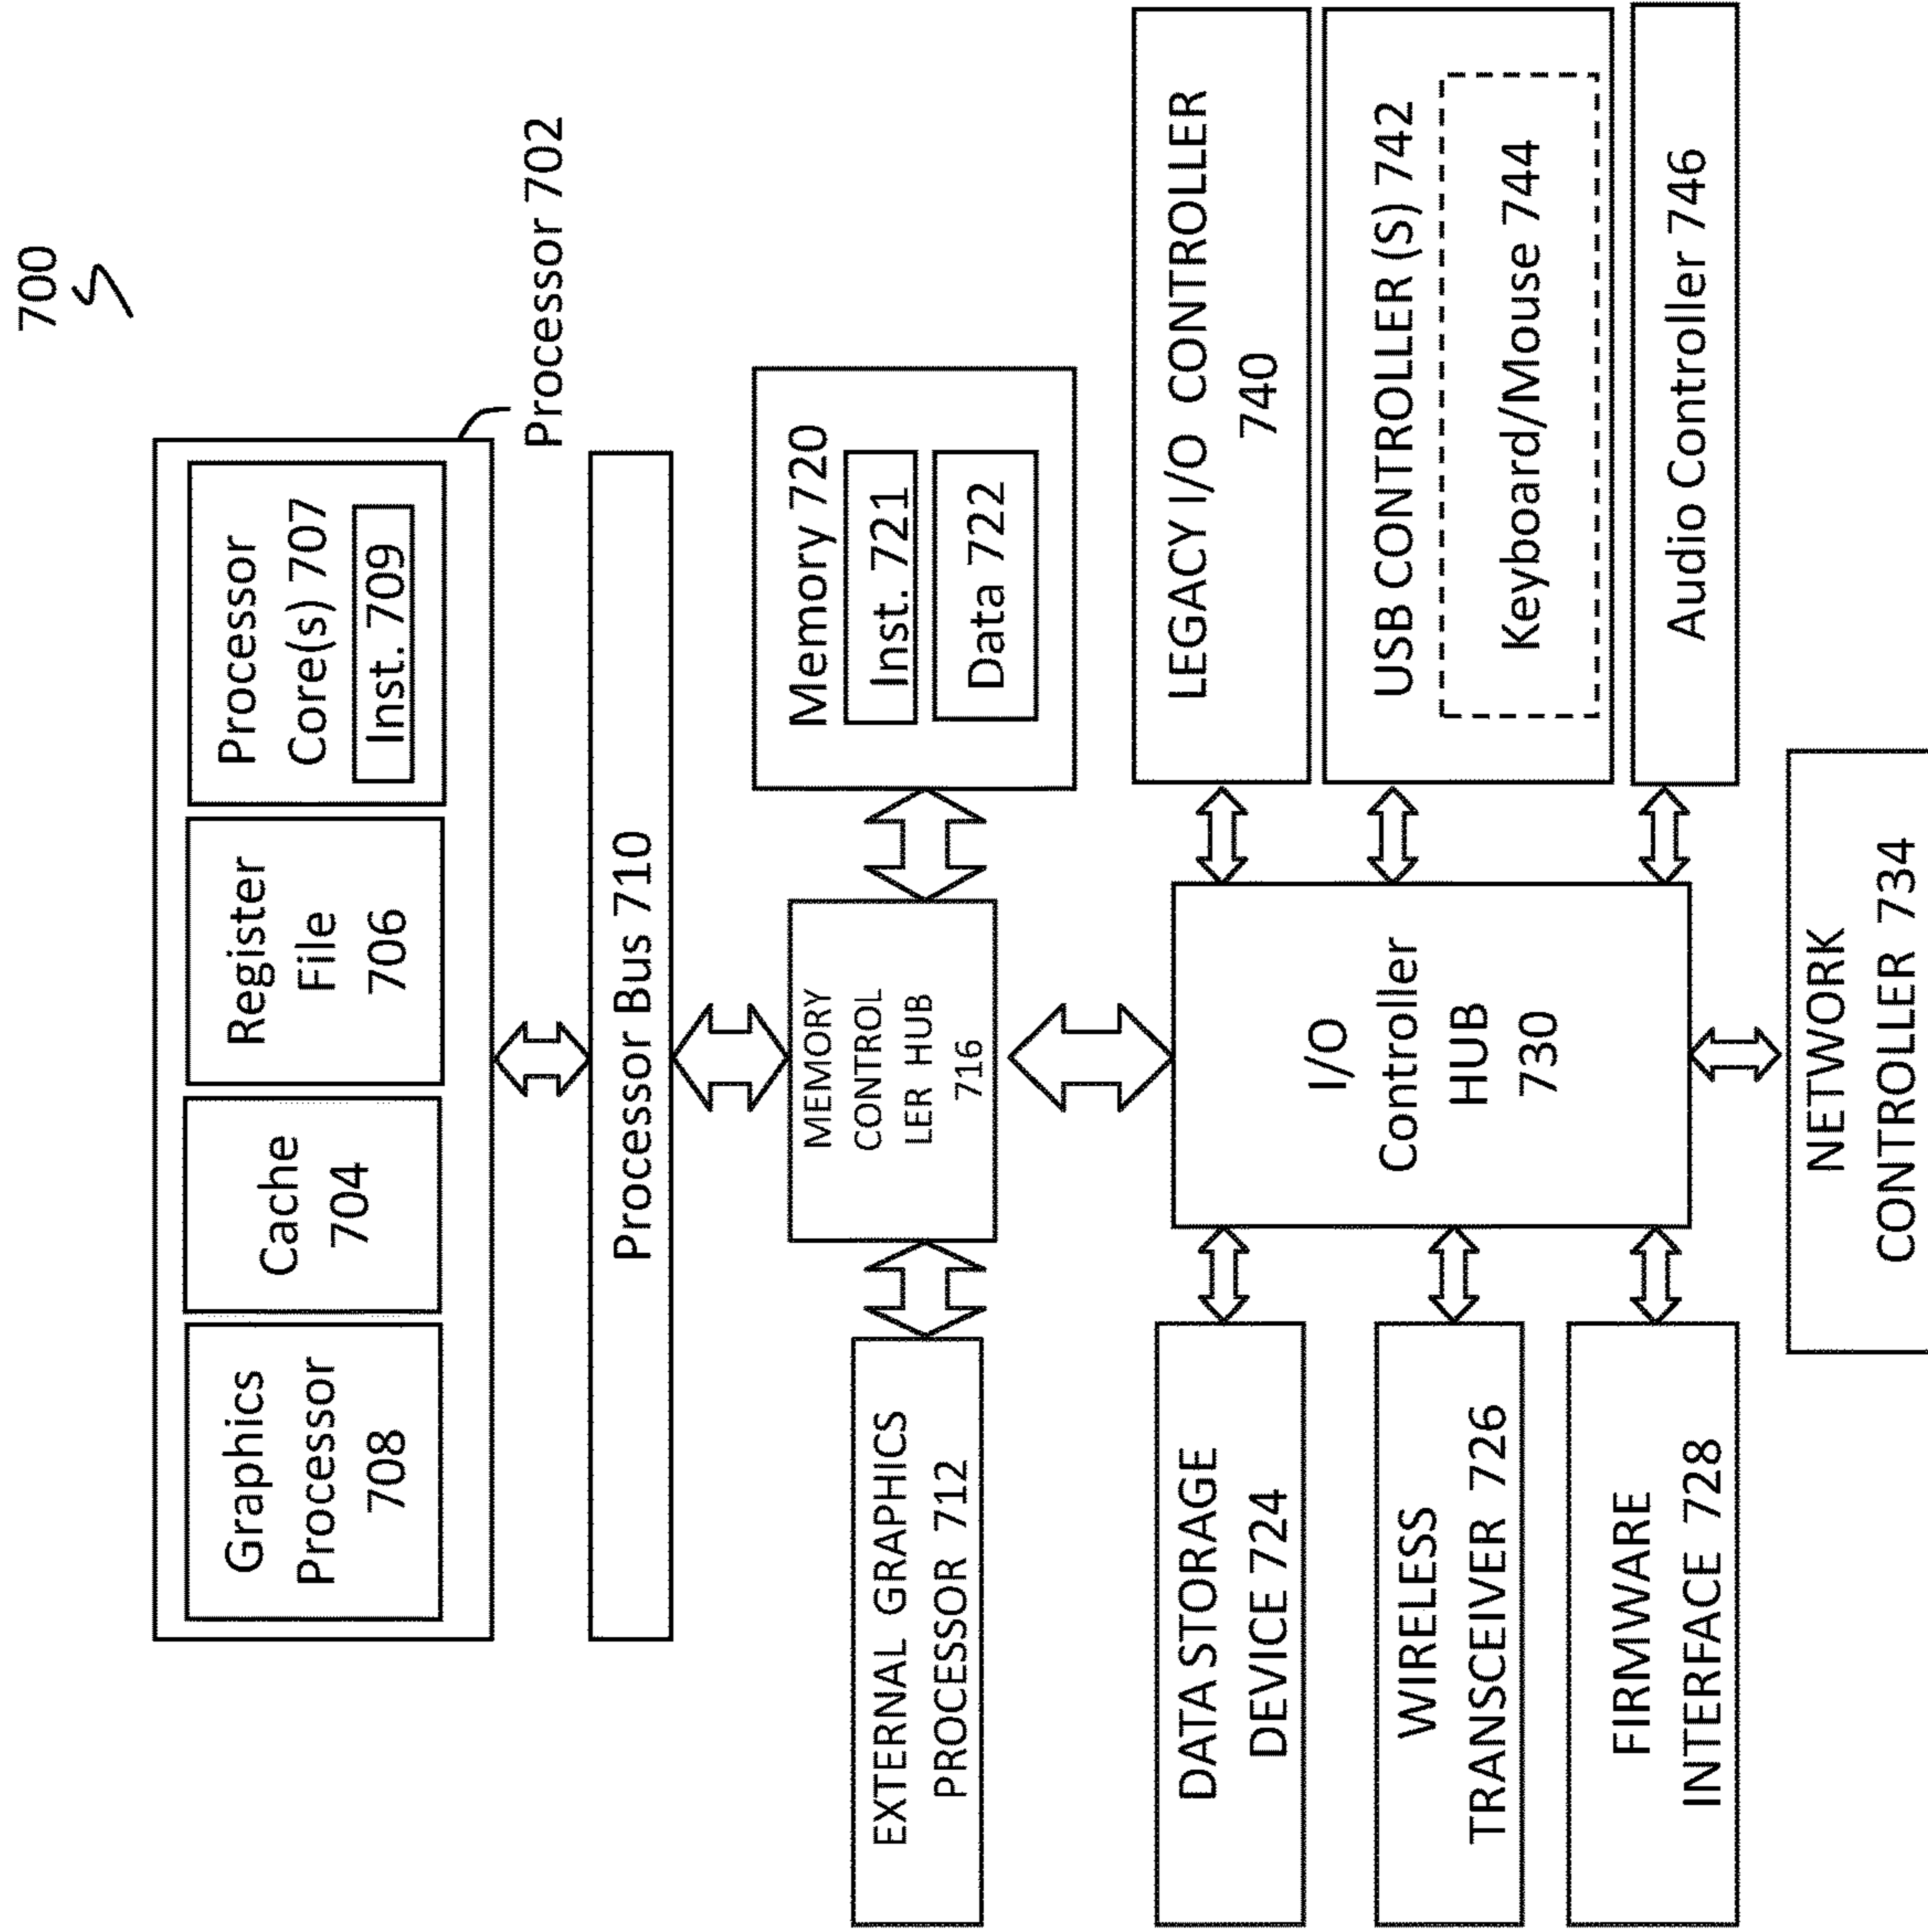 700
Graphics
Processor
708
Cache
704
Register
File
706
Processor
Core(s) 707
Inst. 709
Processor 702
Processor Bus 710
EXTERNAL GRAPHICS
PROCESSOR 712
MEMORY
CONTROL
LER HUB
716
Memory 720
Inst. 721
Data 722
DATA STORAGE
DEVICE 724
WIRELESS
TRANSCEIVER 726
FIRMWARE
INTERFACE 728
I/O
Controller
HUB
730
LEGACY I/O CONTROLLER
740
USB CONTROLLER (S) 742
Keyboard/Mouse 744
Audio Controller 746
NETWORK
CONTROLLER 734